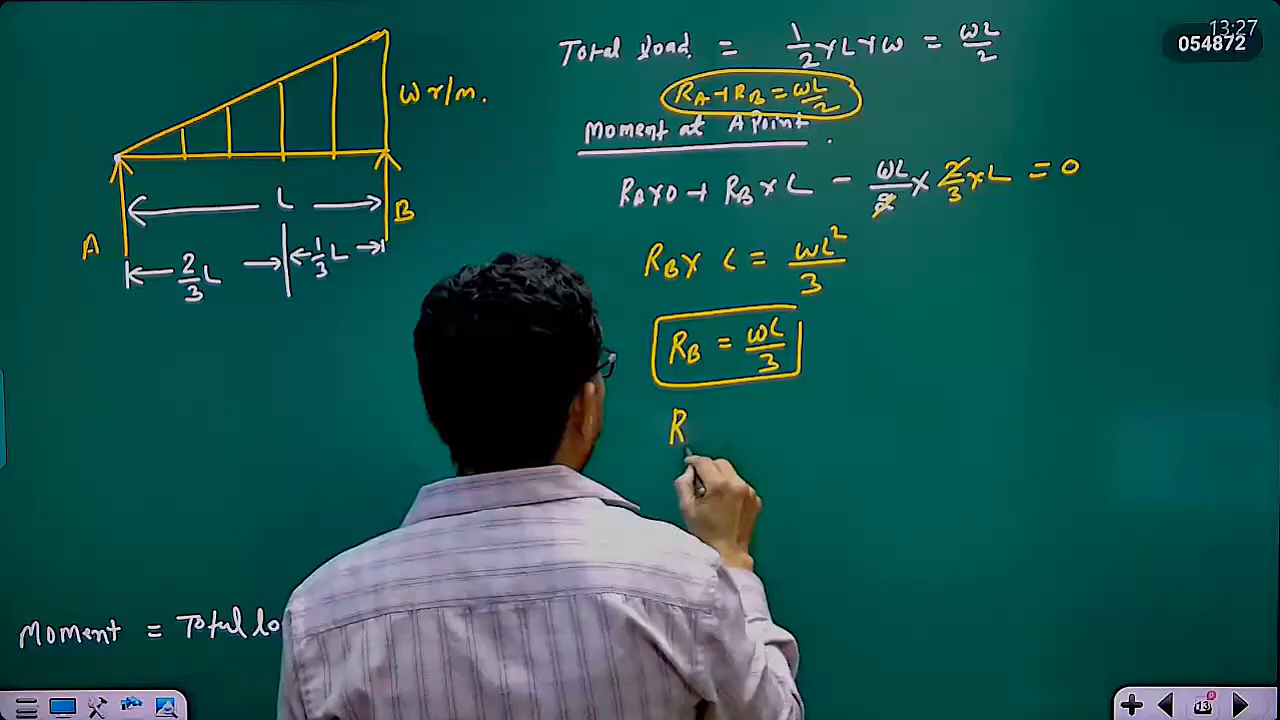 13:27
054872
Total load = 1/2 × L × w = wL/2
RA + RB = wL/2
Moment at A Point.
RA×0 + RB × L - wL/2 × 2/3 × L = 0
RB × L = wL²/3
RB = wL/3
R
w r/m.
L
A
B
2/3 L
1/3 L
Moment = Total lo
13